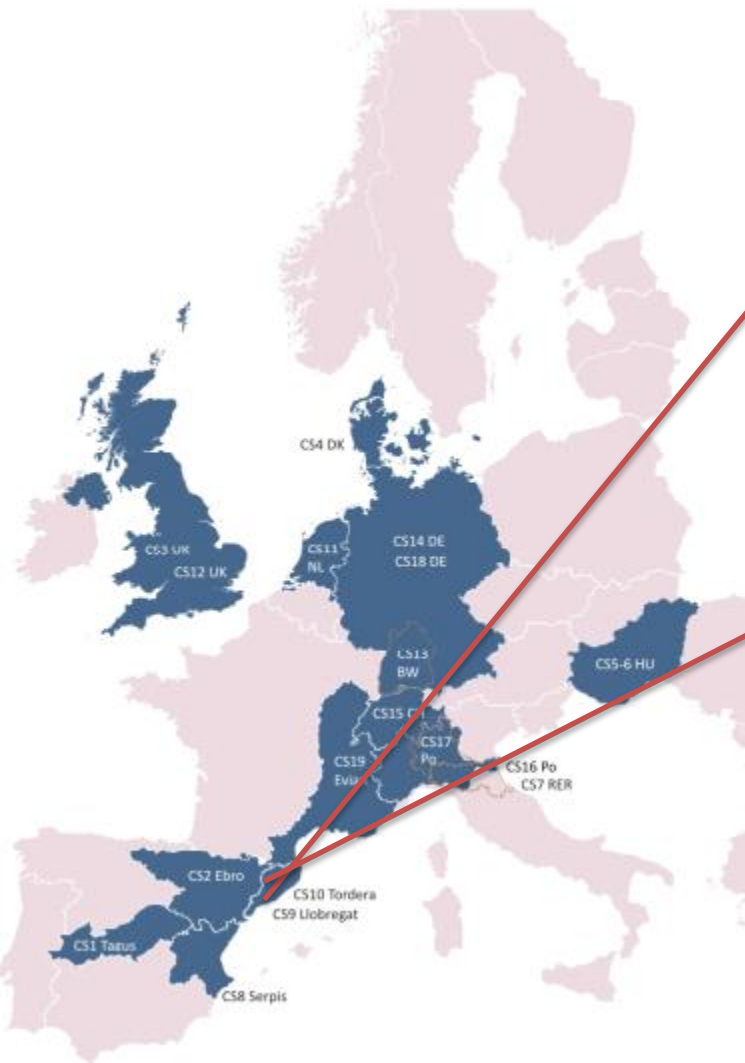 CS4 DK
CS3 UK
CS12 UK
CS11
NL
CS14 DE
CS18 DE
CS13
BW
CS5-6 HU
CS15
CS17
Po
CS19
CS16 Po
CS7 RER
CS2 Ebro
CS10 Tordera
CS9 Llobregat
CS1 Tagus
CS8 Serpis